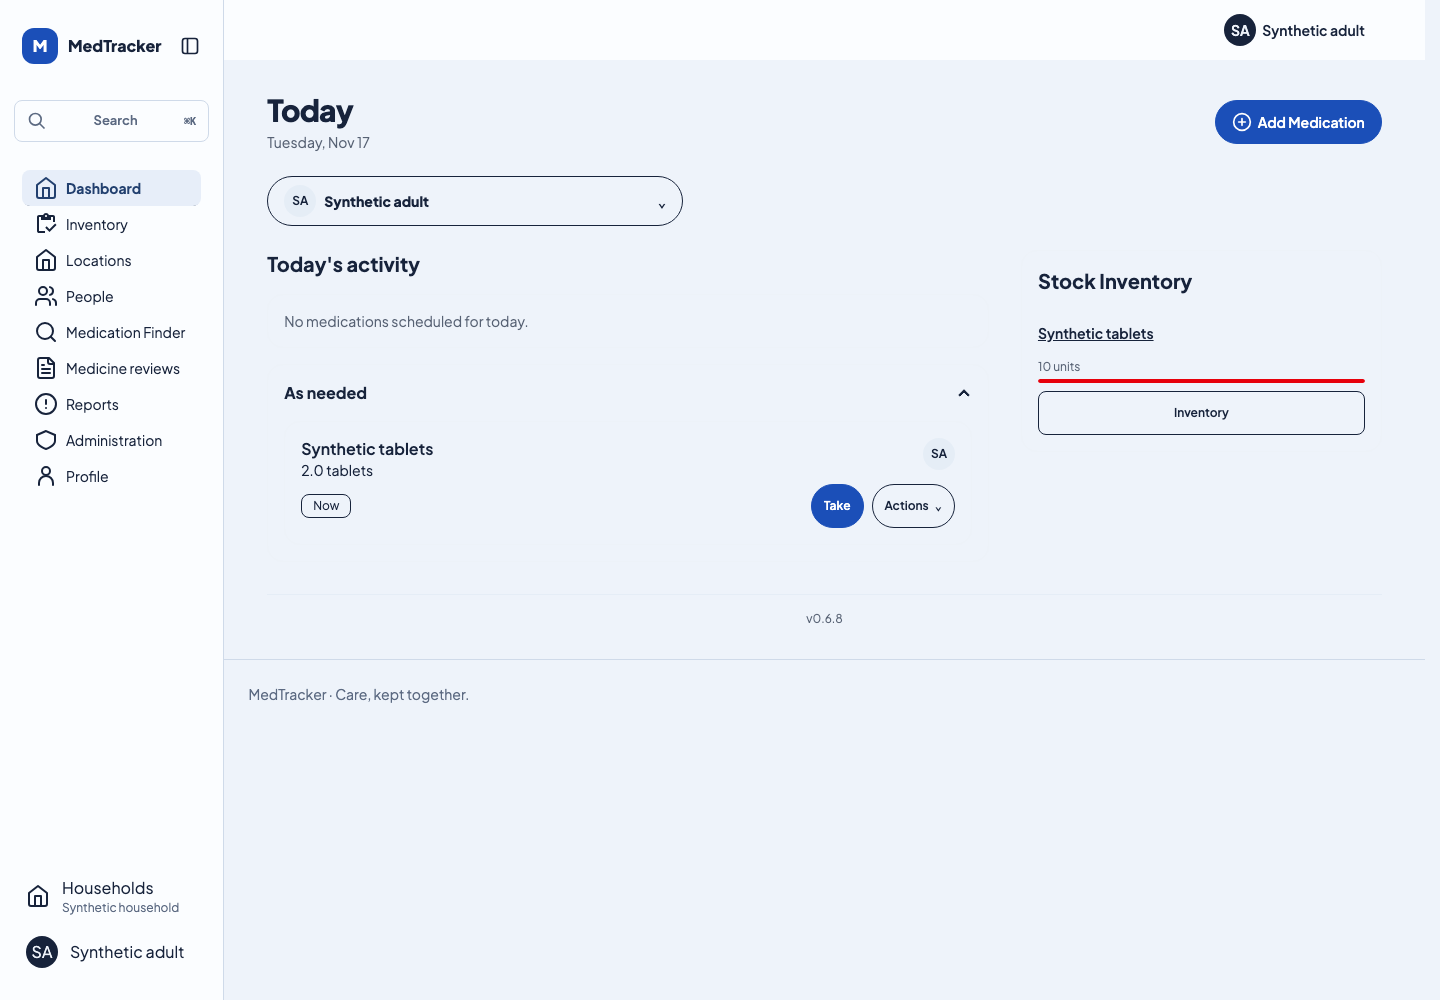 M MedTracker
Search ⌘K
Dashboard
Inventory
Locations
People
Medication Finder
Medicine reviews
Reports
Administration
Profile
Households
Synthetic household
SA Synthetic adult
SA Synthetic adult
Today
Tuesday, Nov 17
Add Medication
SA Synthetic adult
Today's activity
No medications scheduled for today.
As needed
Synthetic tablets
2.0 tablets
SA
Now
Take
Actions
Stock Inventory
Synthetic tablets
10 units
Inventory
v0.6.8
MedTracker · Care, kept together.